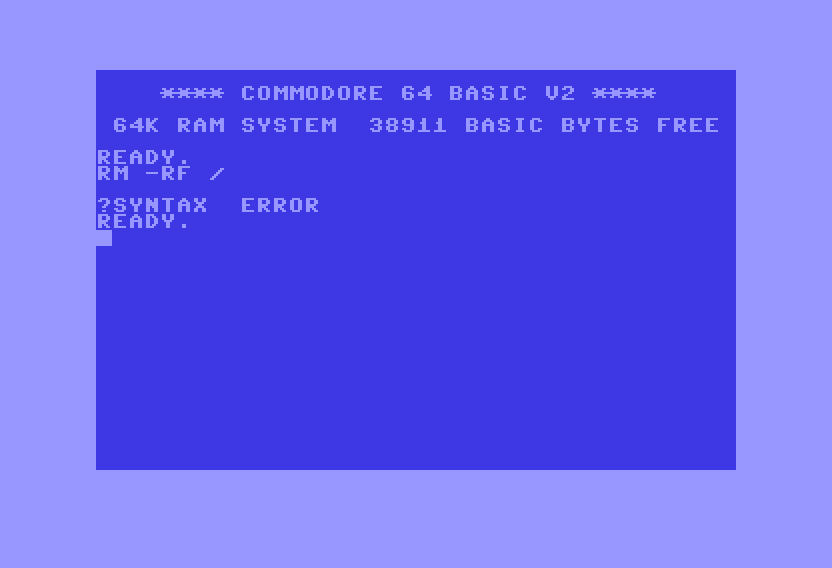 **** COMMODORE 64 BASIC V2 ****
64K RAM SYSTEM  38911 BASIC BYTES FREE
READY.
RM -RF /
?SYNTAX  ERROR
READY.